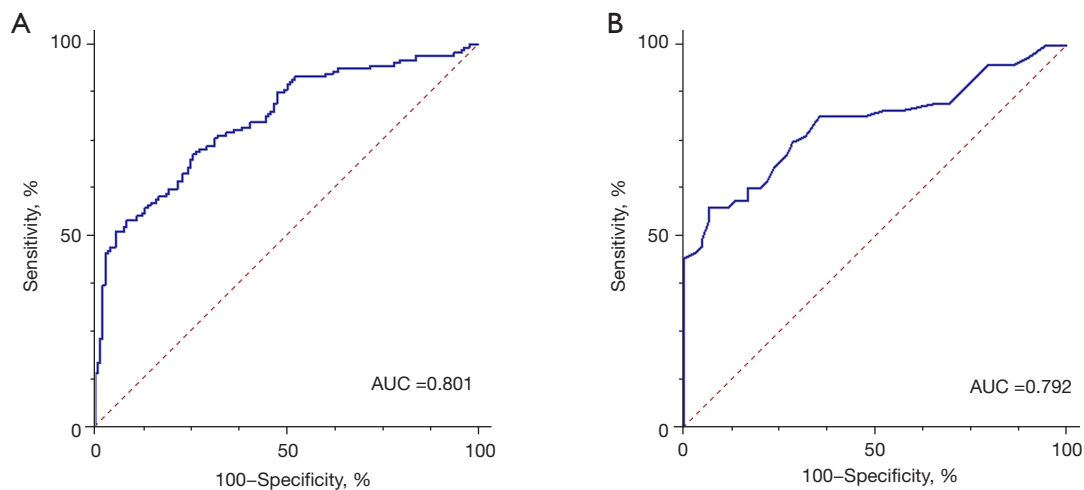 A
100
50
0
Sensitivity, %
AUC =0.801
0
50
100
100–Specificity, %
B
100
50
0
Sensitivity, %
AUC =0.792
0
50
100
100–Specificity, %